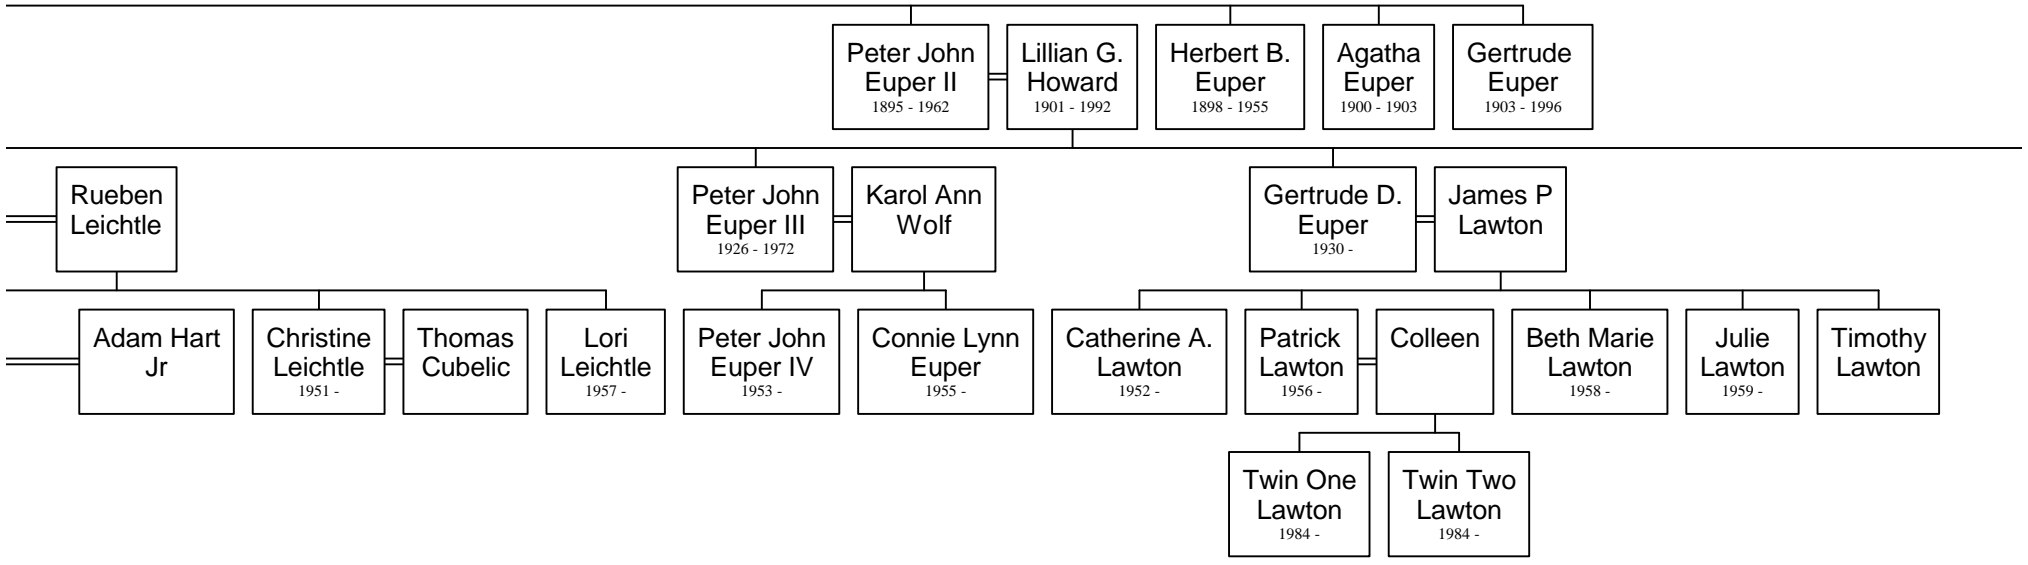 Peter John
Euper II
1895 - 1962
Lillian G.
Howard
1901 - 1992
Herbert B.
Euper
1898 - 1955
Agatha
Euper
1900 - 1903
Gertrude
Euper
1903 - 1996
Rueben
Leichtle
Peter John
Euper III
1926 - 1972
Karol Ann
Wolf
Gertrude D.
Euper
1930 -
James P
Lawton
Adam Hart
Jr
Christine
Leichtle
1951 -
Thomas
Cubelic
Lori
Leichtle
1957 -
Peter John
Euper IV
1953 -
Connie Lynn
Euper
1955 -
Catherine A.
Lawton
1952 -
Patrick
Lawton
1956 -
Colleen
Beth Marie
Lawton
1958 -
Julie
Lawton
1959 -
Timothy
Lawton
Twin One
Lawton
1984 -
Twin Two
Lawton
1984 -